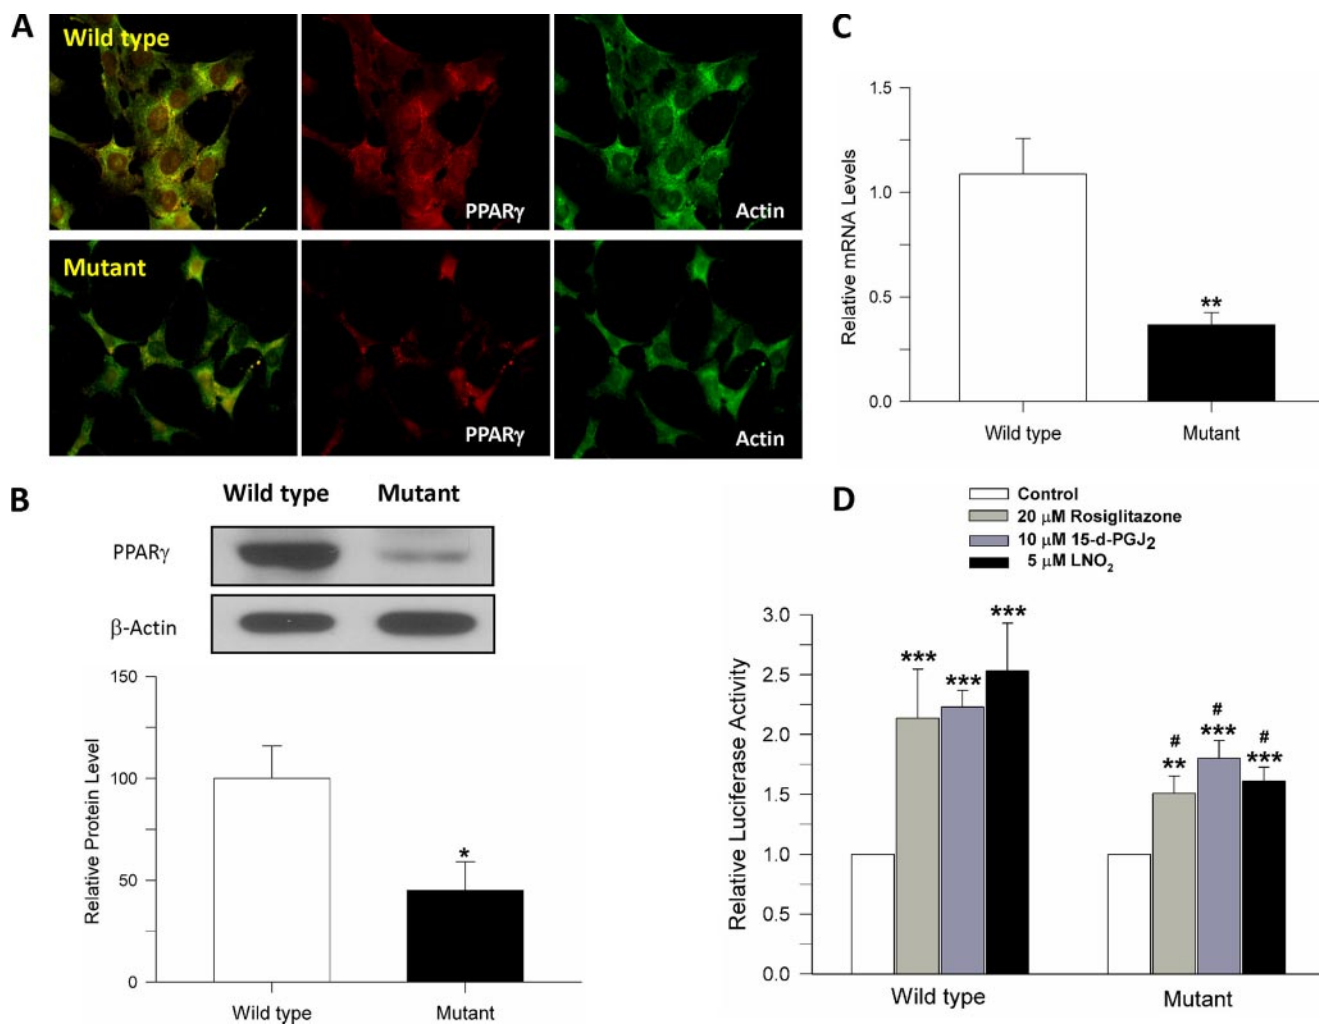 A
Wild type
PPARγ
Actin
Mutant
PPARγ
Actin
B
Wild type Mutant
PPARγ
β-Actin
150
100
50
0
Relative Protein Level
*
Wild type Mutant
C
1.5
1.0
0.5
0.0
Relative mRNA Levels
**
Wild type Mutant
D
Control
20 μM Rosiglitazone
10 μM 15-d-PGJ₂
5 μM LNO₂
3.0
2.5
2.0
1.5
1.0
0.5
0.0
Relative Luciferase Activity
*** *** ***
# # #
** *** ***
Wild type Mutant